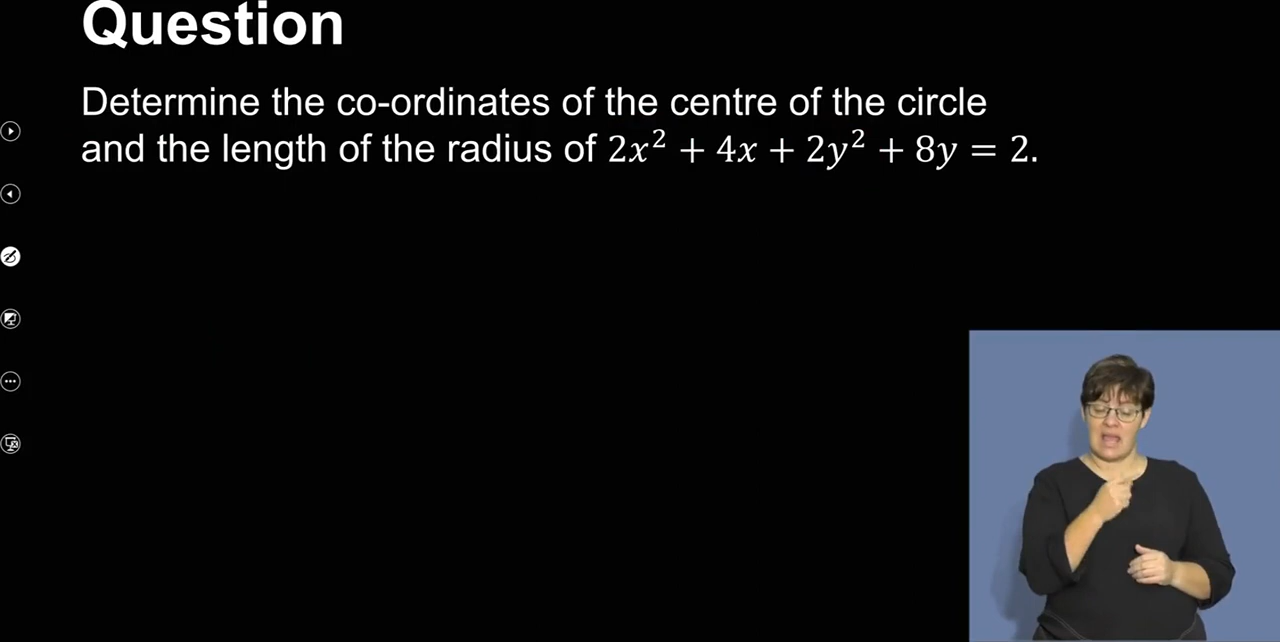 Question
Determine the co-ordinates of the centre of the circle
and the length of the radius of 2x² + 4x + 2y² + 8y = 2.